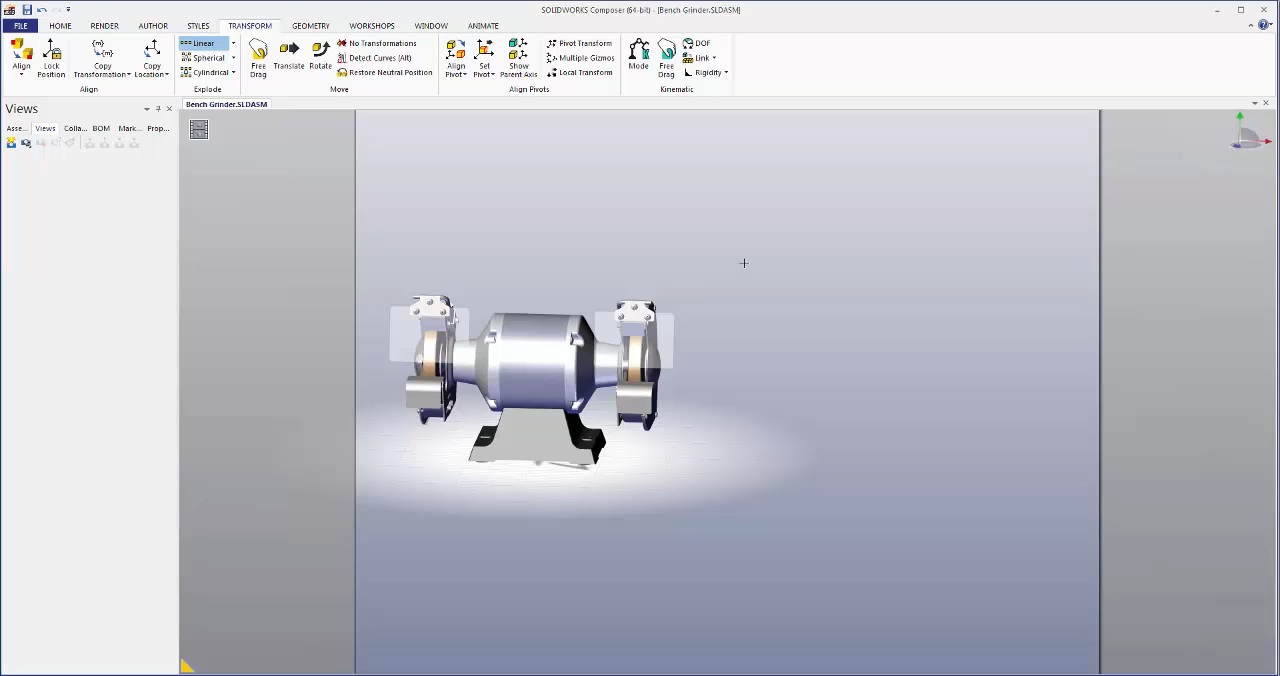 SOLIDWORKS Composer (64-bit) - [Bench Grinder.SLDASM]
FILE HOME RENDER AUTHOR STYLES TRANSFORM GEOMETRY WORKSHOPS WINDOW ANIMATE
Align
Lock Position
Copy Transformation
Copy Location
Align
Linear
Spherical
Cylindrical
Explode
Free Drag
Translate
Rotate
No Transformations
Detect Curves (Alt)
Restore Neutral Position
Move
Align Pivot
Set Pivot
Show Parent Axis
Pivot Transform
Multiple Gizmos
Local Transform
Align Pivots
Mode
Free Drag
DOF
Link
Rigidity
Kinematic
Views
Bench Grinder.SLDASM
Asse... Views Colla... BOM Mark... Prop...